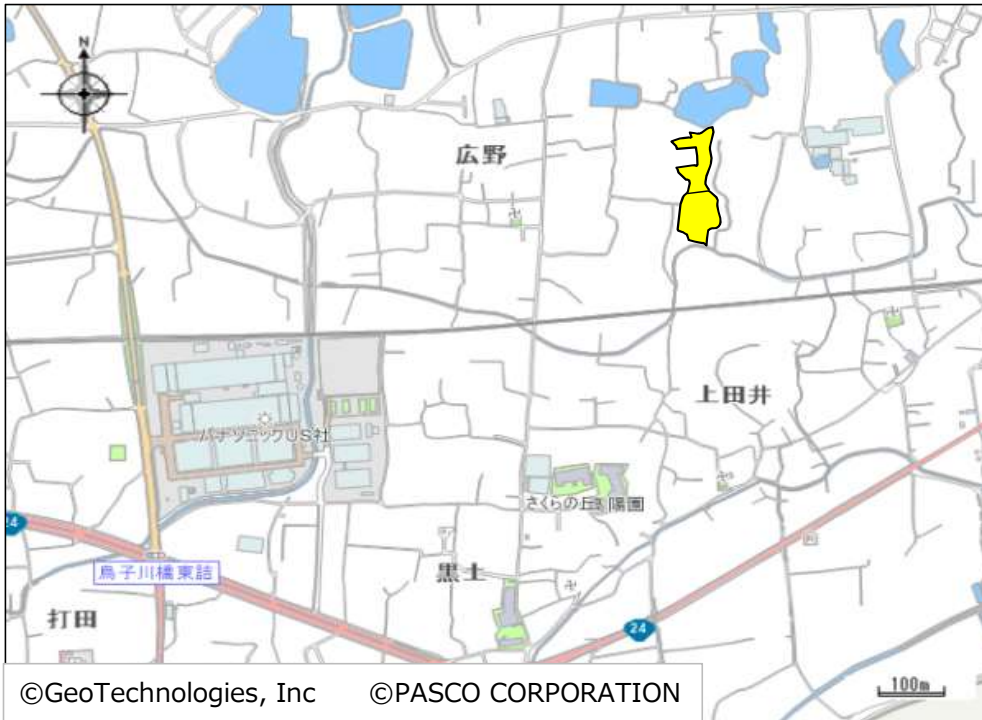 N
広野
上田井
パナソニックUS社
さくらの丘
陽園
24
鳥子川橋東詰
黒土
打田
24
100m
©GeoTechnologies, Inc ©PASCO CORPORATION